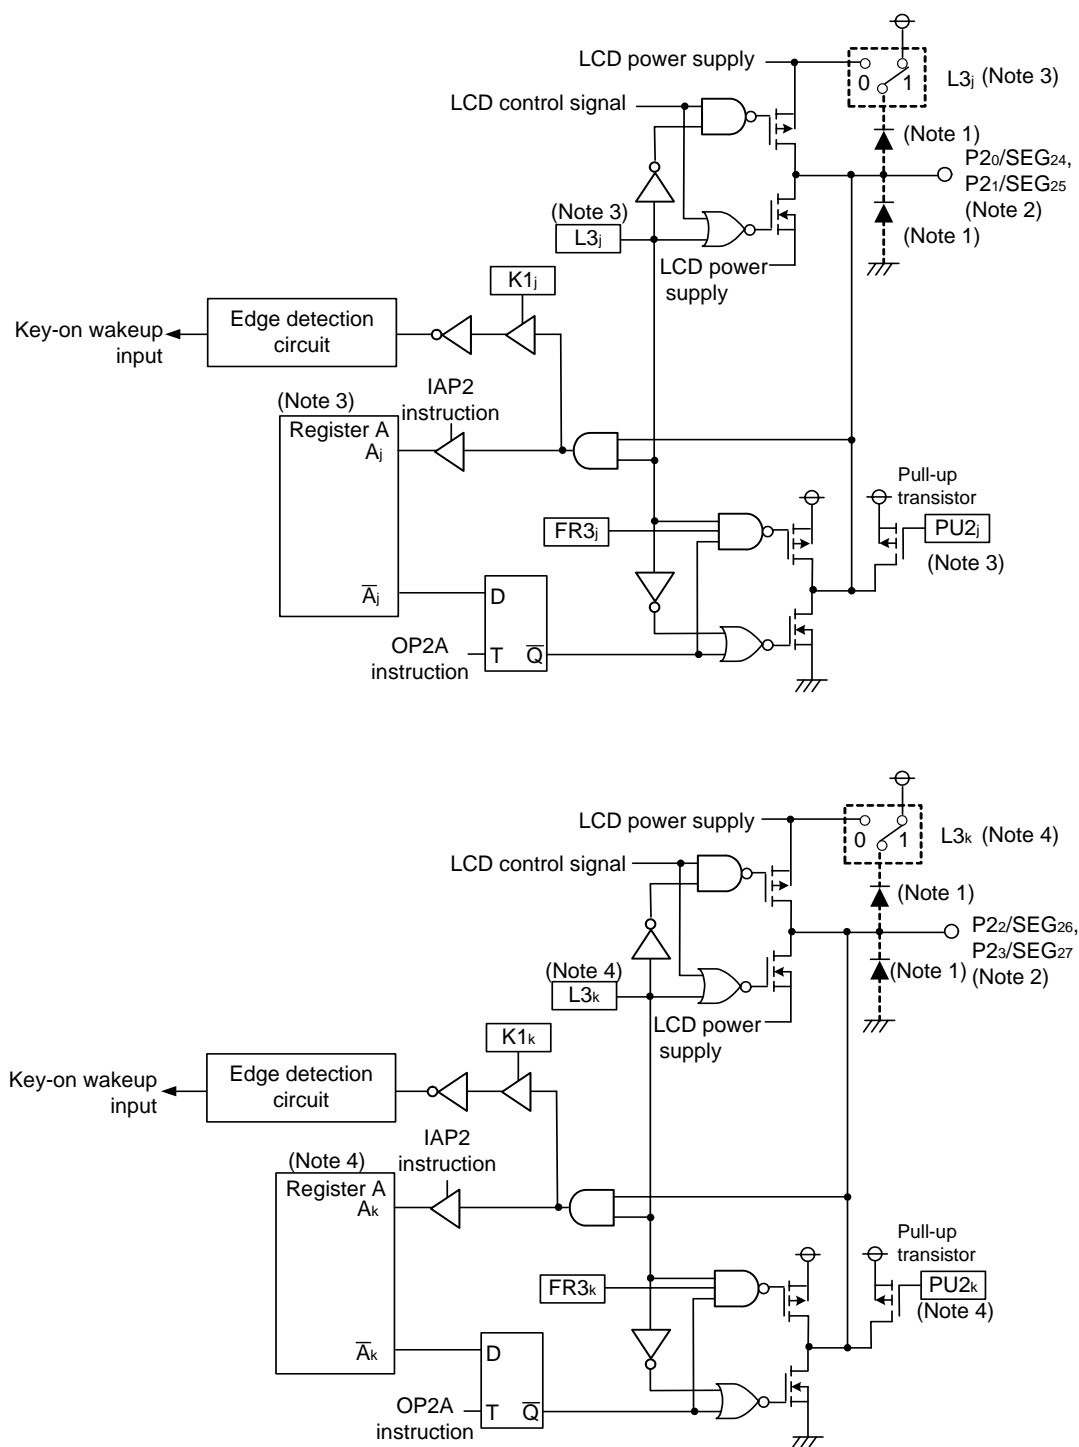 LCD power supply
0
1
L3j (Note 3)
LCD control signal
(Note 1)
P20/SEG24,
P21/SEG25
(Note 2)
(Note 1)
(Note 3)
L3j
LCD power
supply
K1j
Key-on wakeup
input
Edge detection
circuit
IAP2
instruction
(Note 3)
Register A
Aj
Pull-up
transistor
FR3j
PU2j
(Note 3)
A̅j
D
OP2A
instruction
T
Q̅
LCD power supply
0
1
L3k (Note 4)
LCD control signal
(Note 1)
P22/SEG26,
P23/SEG27
(Note 2)
(Note 1)
(Note 4)
L3k
LCD power
supply
K1k
Key-on wakeup
input
Edge detection
circuit
IAP2
instruction
(Note 4)
Register A
Ak
Pull-up
transistor
FR3k
PU2k
(Note 4)
A̅k
D
OP2A
instruction
T
Q̅